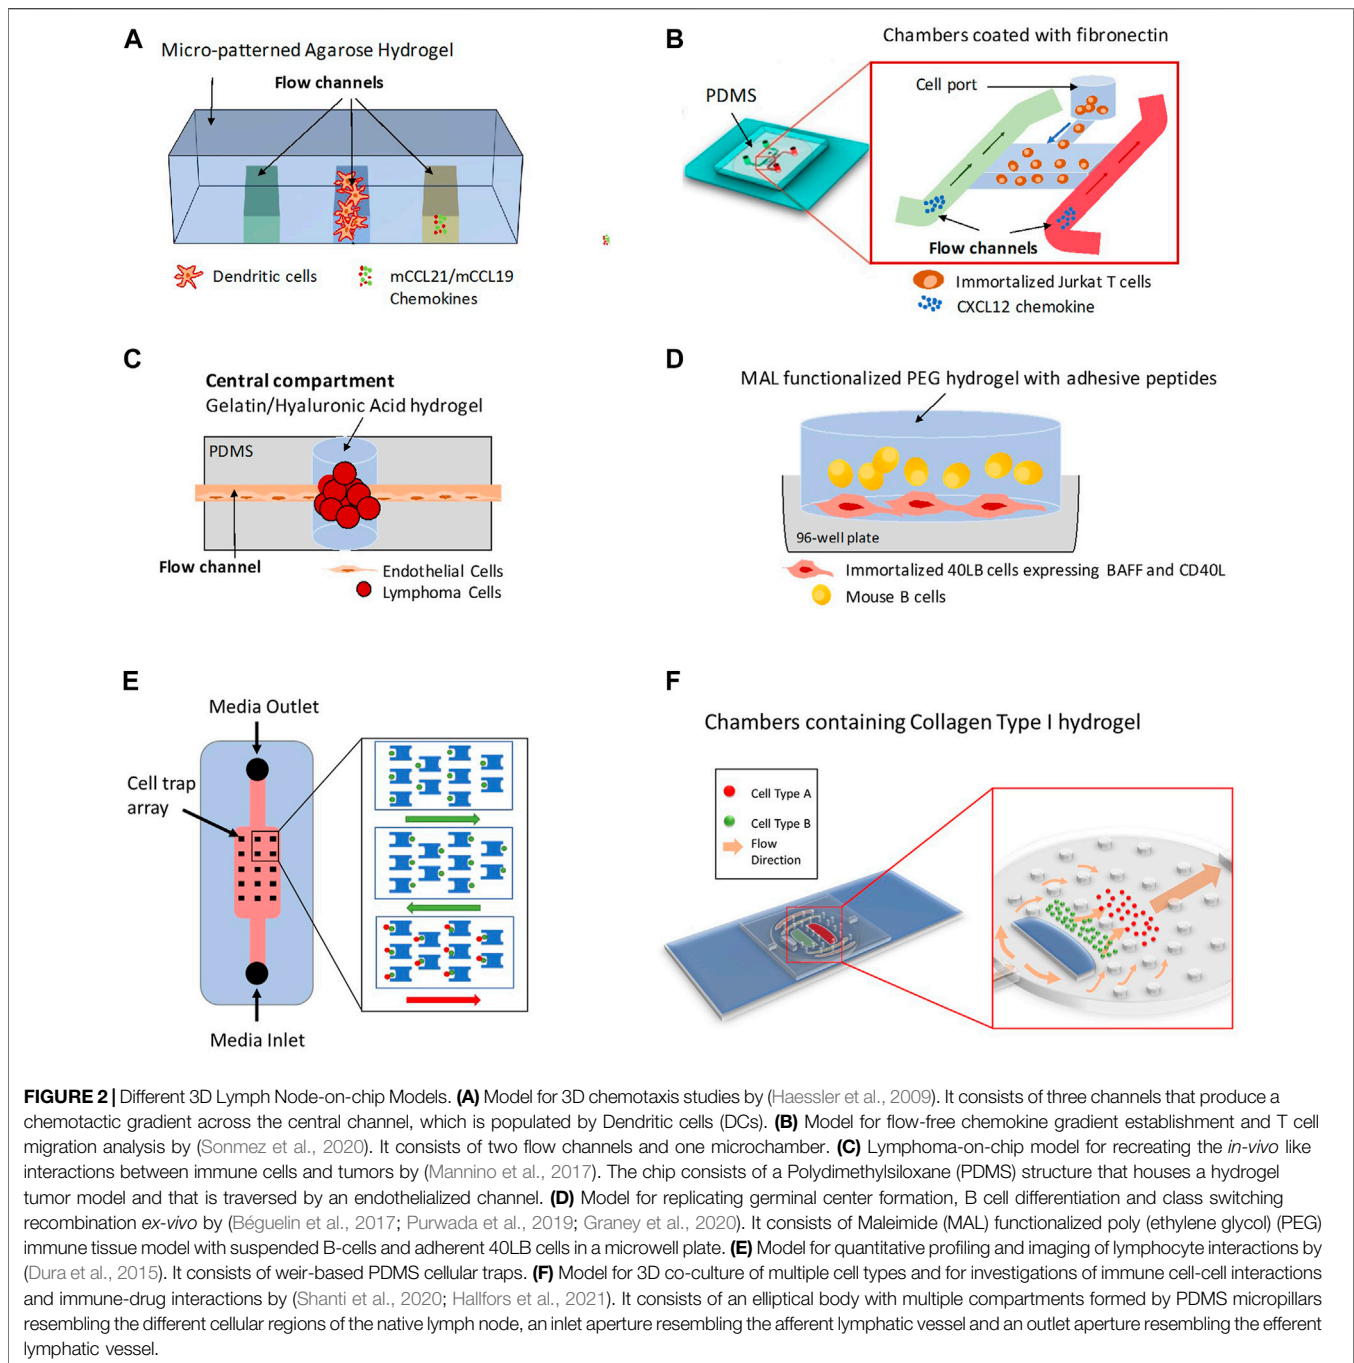 A
Micro-patterned Agarose Hydrogel
Flow channels
Dendritic cells
mCCL21/mCCL19
Chemokines
B
Chambers coated with fibronectin
PDMS
Cell port
Flow channels
Immortalized Jurkat T cells
CXCL12 chemokine
C
Central compartment
Gelatin/Hyaluronic Acid hydrogel
PDMS
Flow channel
Endothelial Cells
Lymphoma Cells
D
MAL functionalized PEG hydrogel with adhesive peptides
96-well plate
Immortalized 40LB cells expressing BAFF and CD40L
Mouse B cells
E
Media Outlet
Cell trap
array
Media Inlet
F
Chambers containing Collagen Type I hydrogel
Cell Type A
Cell Type B
Flow
Direction
FIGURE 2 | Different 3D Lymph Node-on-chip Models. (A) Model for 3D chemotaxis studies by (Haessler et al., 2009). It consists of three channels that produce a
chemotactic gradient across the central channel, which is populated by Dendritic cells (DCs). (B) Model for flow-free chemokine gradient establishment and T cell
migration analysis by (Sonmez et al., 2020). It consists of two flow channels and one microchamber. (C) Lymphoma-on-chip model for recreating the in-vivo like
interactions between immune cells and tumors by (Mannino et al., 2017). The chip consists of a Polydimethylsiloxane (PDMS) structure that houses a hydrogel
tumor model and that is traversed by an endothelialized channel. (D) Model for replicating germinal center formation, B cell differentiation and class switching
recombination ex-vivo by (Béguelin et al., 2017; Purwada et al., 2019; Graney et al., 2020). It consists of Maleimide (MAL) functionalized poly (ethylene glycol) (PEG)
immune tissue model with suspended B-cells and adherent 40LB cells in a microwell plate. (E) Model for quantitative profiling and imaging of lymphocyte interactions by
(Dura et al., 2015). It consists of weir-based PDMS cellular traps. (F) Model for 3D co-culture of multiple cell types and for investigations of immune cell-cell interactions
and immune-drug interactions by (Shanti et al., 2020; Hallfors et al., 2021). It consists of an elliptical body with multiple compartments formed by PDMS micropillars
resembling the different cellular regions of the native lymph node, an inlet aperture resembling the afferent lymphatic vessel and an outlet aperture resembling the efferent
lymphatic vessel.